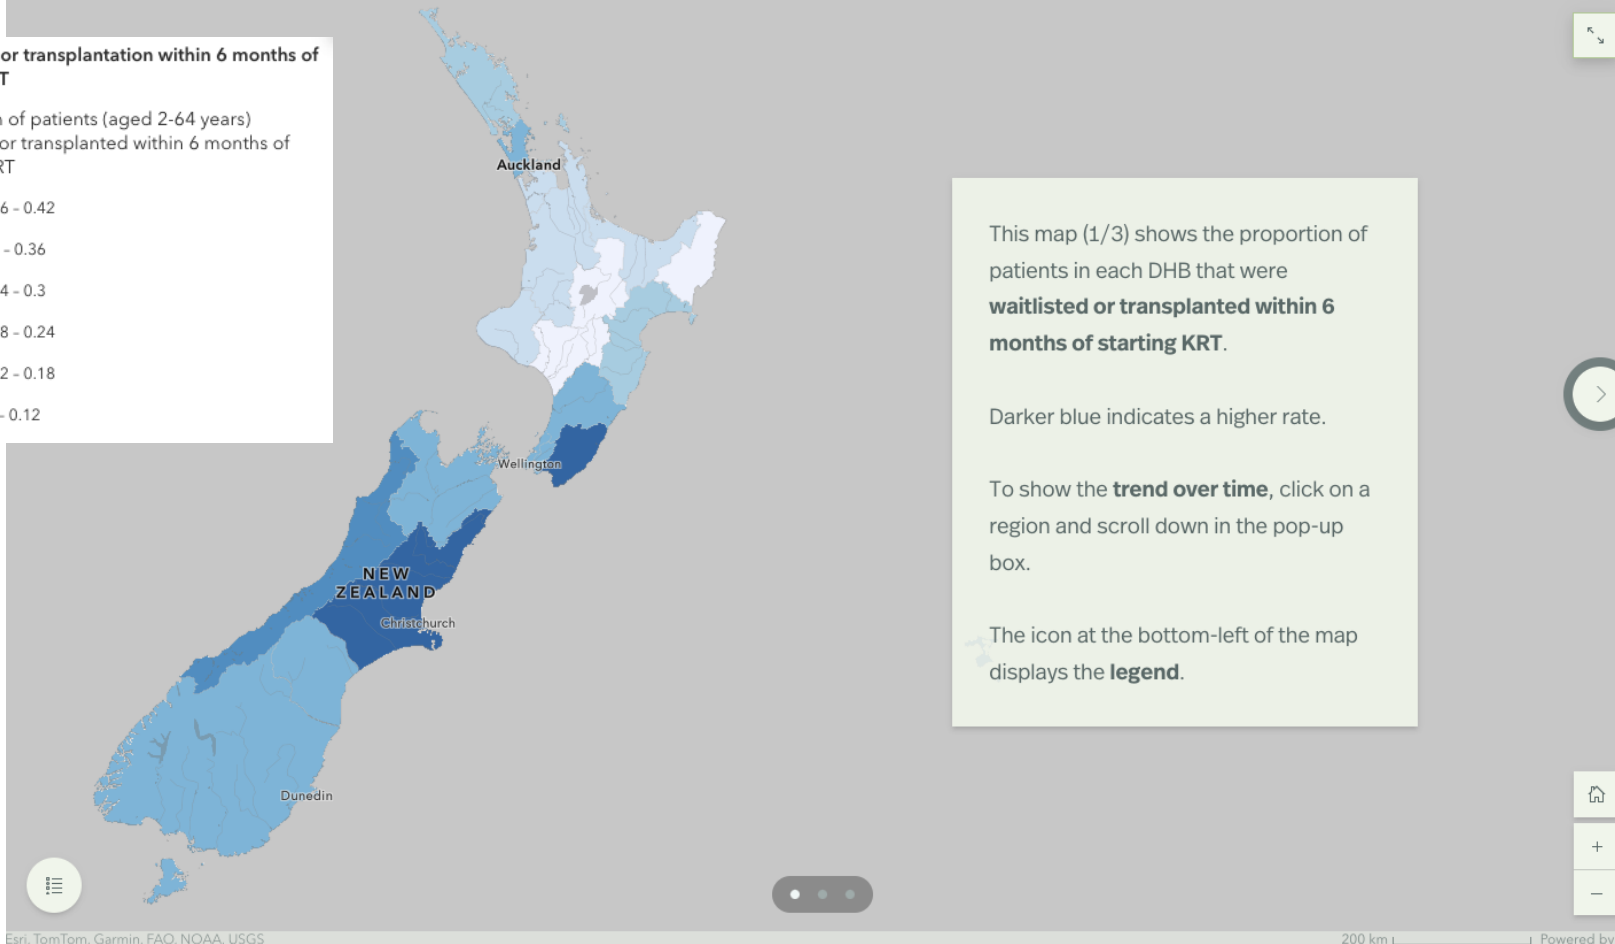 or transplantation within 6 months of
T
of patients (aged 2-64 years)
or transplanted within 6 months of
RT
6 - 0.42
- 0.36
4 - 0.3
8 - 0.24
2 - 0.18
- 0.12
Auckland
Wellington
NEW
ZEALAND
Christchurch
Dunedin
This map (1/3) shows the proportion of
patients in each DHB that were
waitlisted or transplanted within 6
months of starting KRT.
Darker blue indicates a higher rate.
To show the trend over time, click on a
region and scroll down in the pop-up
box.
The icon at the bottom-left of the map
displays the legend.
Esri, TomTom, Garmin, FAO, NOAA, USGS
200 km
Powered by